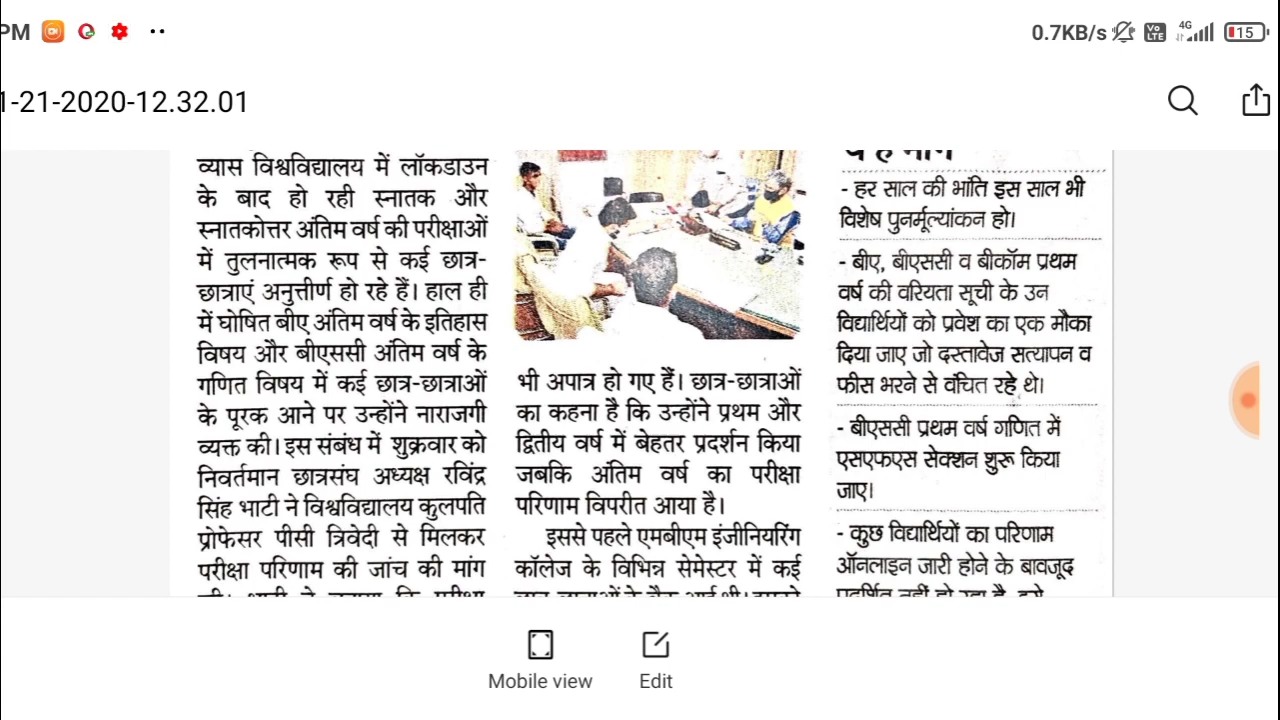 PM
0.7KB/s
Vo LTE
4G
15
1-21-2020-12.32.01
व्यास विश्वविद्यालय में लॉकडाउन
के बाद हो रही स्नातक और
स्नातकोत्तर अंतिम वर्ष की परीक्षाओं
में तुलनात्मक रूप से कई छात्र-
छात्राएं अनुत्तीर्ण हो रहे हैं। हाल ही
में घोषित बीए अंतिम वर्ष के इतिहास
विषय और बीएससी अंतिम वर्ष के
गणित विषय में कई छात्र-छात्राओं
के पूरक आने पर उन्होंने नाराजगी
व्यक्त की। इस संबंध में शुक्रवार को
निवर्तमान छात्रसंघ अध्यक्ष रविंद्र
सिंह भाटी ने विश्वविद्यालय कुलपति
प्रोफेसर पीसी त्रिवेदी से मिलकर
परीक्षा परिणाम की जांच की मांग
भी अपात्र हो गए हैं। छात्र-छात्राओं
का कहना है कि उन्होंने प्रथम और
द्वितीय वर्ष में बेहतर प्रदर्शन किया
जबकि अंतिम वर्ष का परीक्षा
परिणाम विपरीत आया है।
इससे पहले एमबीएम इंजीनियरिंग
कॉलेज के विभिन्न सेमेस्टर में कई
- हर साल की भांति इस साल भी
विशेष पुनर्मूल्यांकन हो।
- बीए, बीएससी व बीकॉम प्रथम
वर्ष की वरियता सूची के उन
विद्यार्थियों को प्रवेश का एक मौका
दिया जाए जो दस्तावेज सत्यापन व
फीस भरने से वंचित रहे थे।
- बीएससी प्रथम वर्ष गणित में
एसएफएस सेक्शन शुरू किया
जाए।
- कुछ विद्यार्थियों का परिणाम
ऑनलाइन जारी होने के बावजूद
Mobile view
Edit